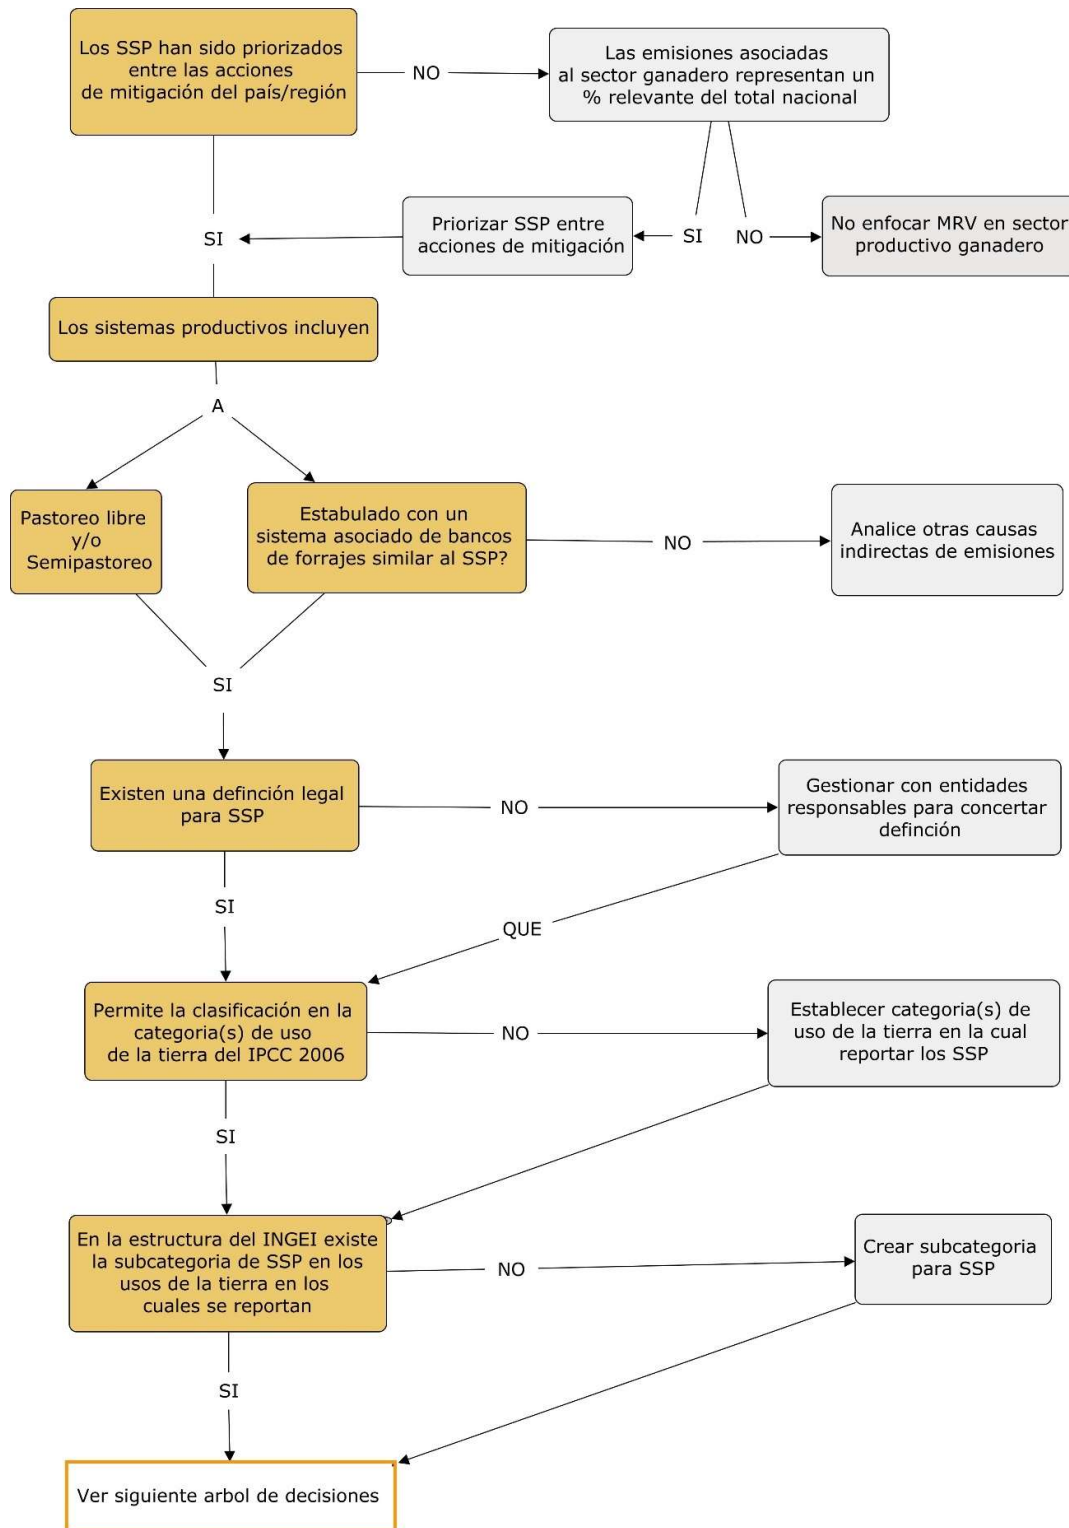 Los SSP han sido priorizados
entre las acciones
de mitigación del país/región
NO
Las emisiones asociadas
al sector ganadero representan un
% relevante del total nacional
SI
Priorizar SSP entre
acciones de mitigación
SI
NO
No enfocar MRV en sector
productivo ganadero
Los sistemas productivos incluyen
A
Pastoreo libre
y/o
Semipastoreo
Estabulado con un
sistema asociado de bancos
de forrajes similar al SSP?
NO
Analice otras causas
indirectas de emisiones
SI
Existen una definción legal
para SSP
NO
Gestionar con entidades
responsables para concertar
definción
SI
QUE
Permite la clasificación en la
categoria(s) de uso
de la tierra del IPCC 2006
NO
Establecer categoria(s) de
uso de la tierra en la cual
reportar los SSP
SI
En la estructura del INGEI existe
la subcategoria de SSP en los
usos de la tierra en los
cuales se reportan
NO
Crear subcategoria
para SSP
SI
Ver siguiente arbol de decisiones